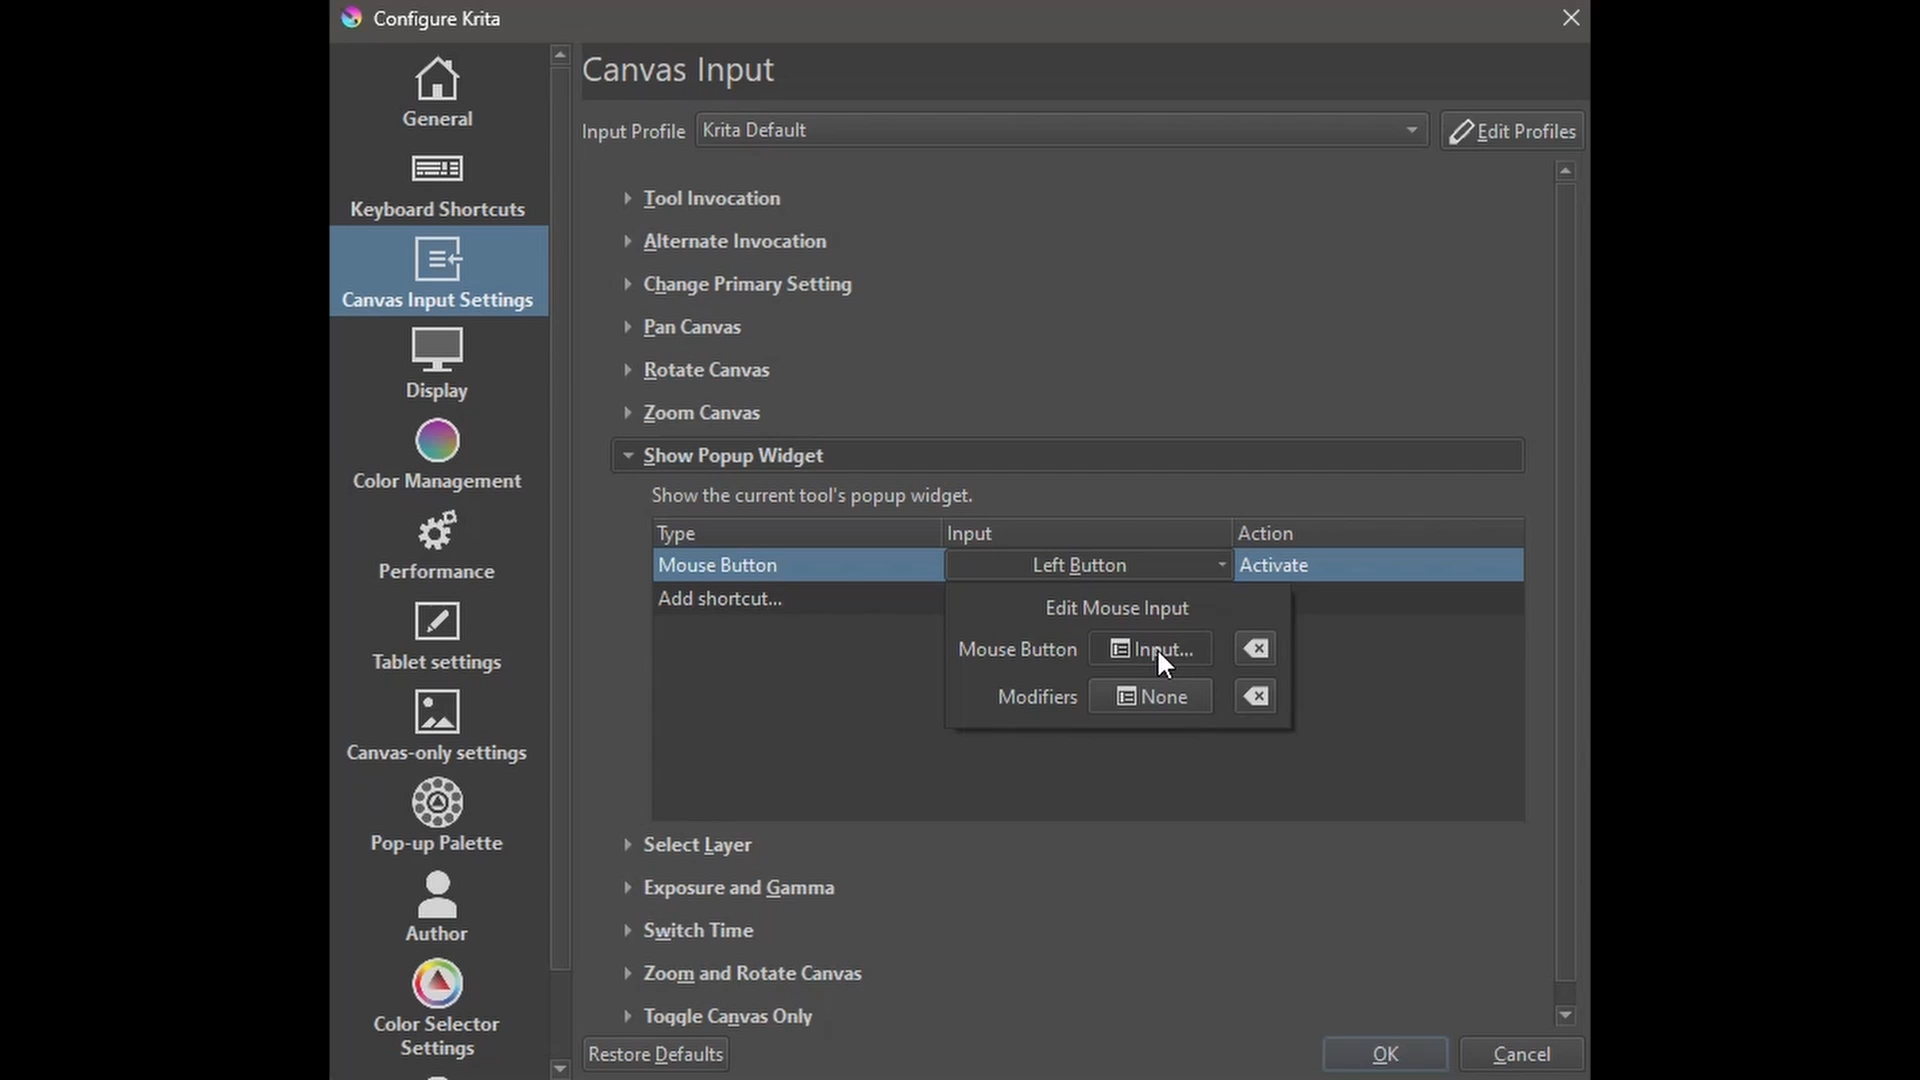 Configure Krita
General
Keyboard Shortcuts
Canvas Input Settings
Display
Color Management
Performance
Tablet settings
Canvas-only settings
Pop-up Palette
Author
Color Selector
Settings
Canvas Input
Input Profile Krita Default Edit Profiles
Tool Invocation
Alternate Invocation
Change Primary Setting
Pan Canvas
Rotate Canvas
Zoom Canvas
Show Popup Widget
Show the current tool's popup widget.
Type Input Action
Mouse Button Left Button Activate
Add shortcut...
Edit Mouse Input
Mouse Button Input...
Modifiers None
Select Layer
Exposure and Gamma
Switch Time
Zoom and Rotate Canvas
Toggle Canvas Only
Restore Defaults OK Cancel